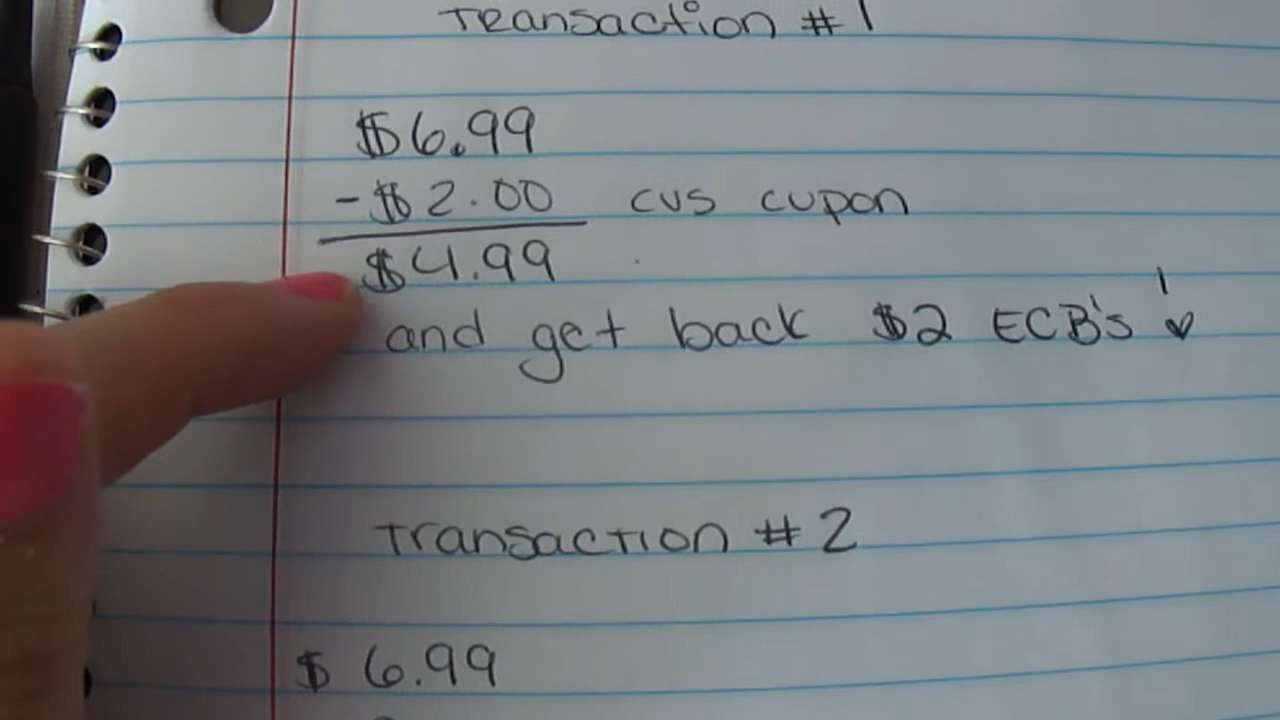 Transaction #1
$6.99
-$2.00 cvs cupon
$4.99
and get back $2 ECB's !
Transaction #2
$ 6.99